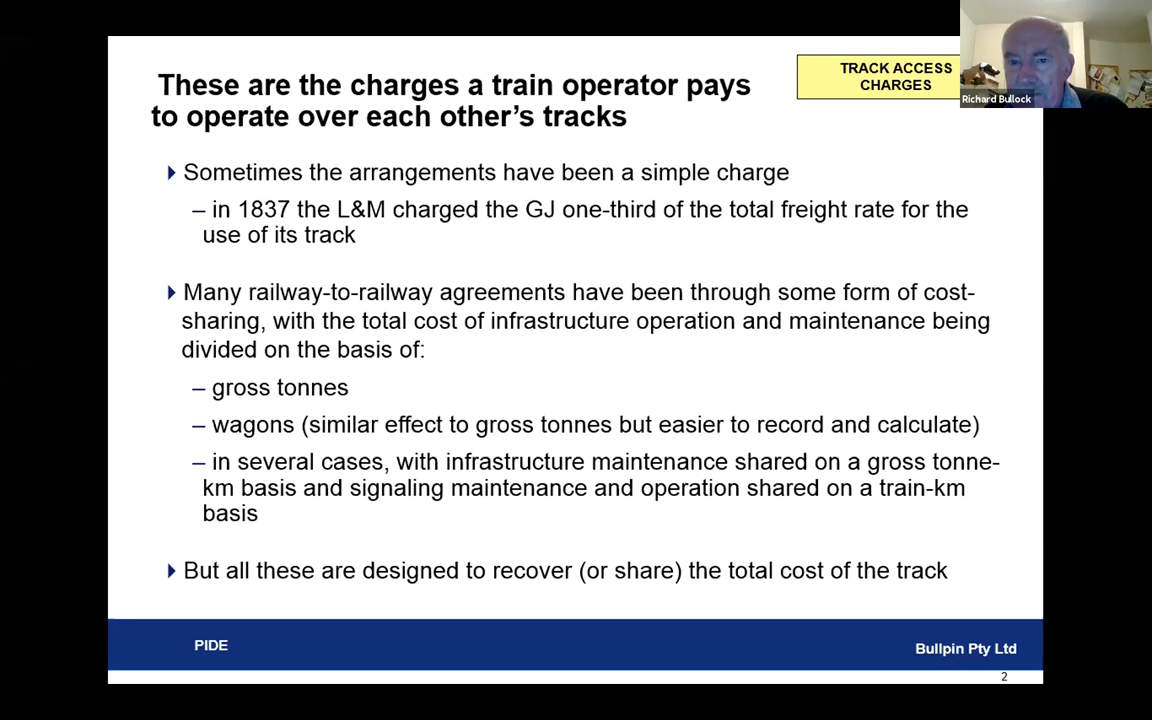 These are the charges a train operator pays
to operate over each other’s tracks
TRACK ACCESS
CHARGES
Richard Bullock
Sometimes the arrangements have been a simple charge
– in 1837 the L&M charged the GJ one-third of the total freight rate for the
use of its track
Many railway-to-railway agreements have been through some form of cost-
sharing, with the total cost of infrastructure operation and maintenance being
divided on the basis of:
– gross tonnes
– wagons (similar effect to gross tonnes but easier to record and calculate)
– in several cases, with infrastructure maintenance shared on a gross tonne-
km basis and signaling maintenance and operation shared on a train-km
basis
But all these are designed to recover (or share) the total cost of the track
PIDE
Bullpin Pty Ltd
2